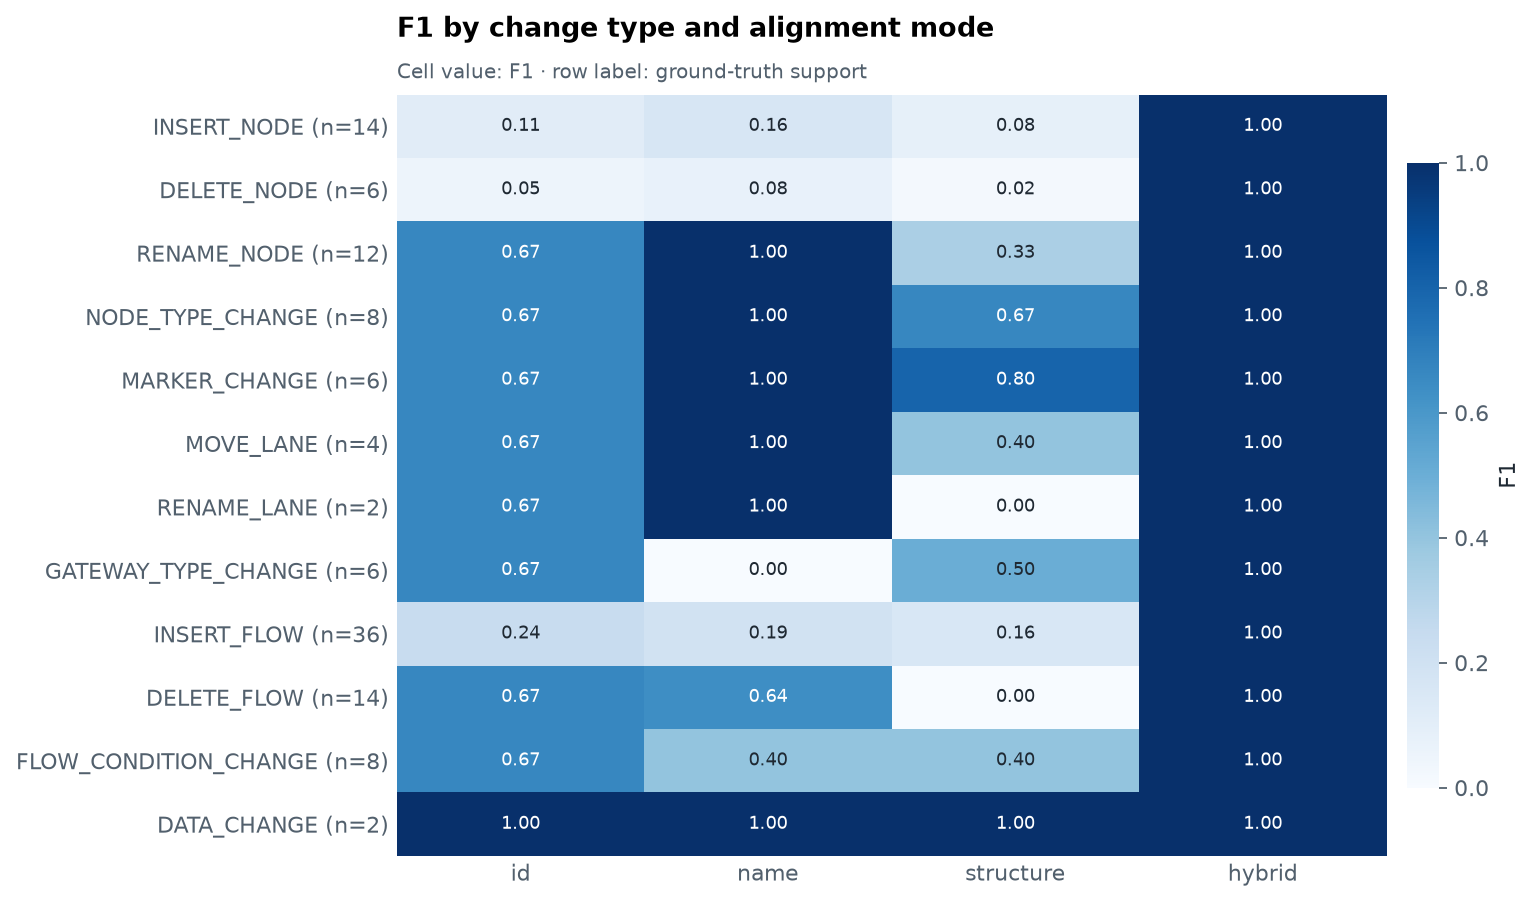 F1 by change type and alignment mode
Cell value: F1 · row label: ground-truth support
INSERT_NODE (n=14) 0.11 0.16 0.08 1.00
DELETE_NODE (n=6) 0.05 0.08 0.02 1.00
RENAME_NODE (n=12) 0.67 1.00 0.33 1.00
NODE_TYPE_CHANGE (n=8) 0.67 1.00 0.67 1.00
MARKER_CHANGE (n=6) 0.67 1.00 0.80 1.00
MOVE_LANE (n=4) 0.67 1.00 0.40 1.00
RENAME_LANE (n=2) 0.67 1.00 0.00 1.00
GATEWAY_TYPE_CHANGE (n=6) 0.67 0.00 0.50 1.00
INSERT_FLOW (n=36) 0.24 0.19 0.16 1.00
DELETE_FLOW (n=14) 0.67 0.64 0.00 1.00
FLOW_CONDITION_CHANGE (n=8) 0.67 0.40 0.40 1.00
DATA_CHANGE (n=2) 1.00 1.00 1.00 1.00
id name structure hybrid
1.0
0.8
0.6
0.4
0.2
0.0
F1